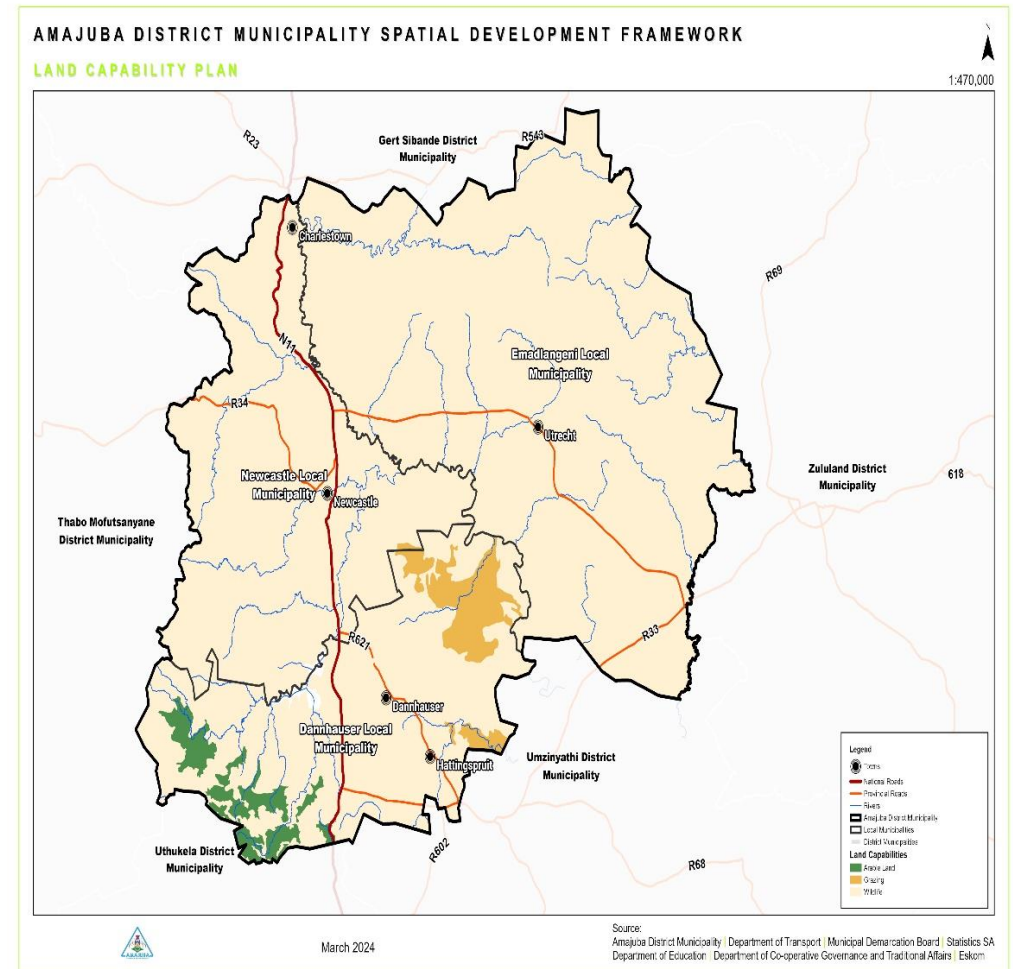 AMAJUBA DISTRICT MUNICIPALITY SPATIAL DEVELOPMENT FRAMEWORK
LAND CAPABILITY PLAN
N
1:470,000
R23
Gert Sibande District
Municipality
R543
Charlestown
R69
N11
Emadlangeni Local
Municipality
R34
Utrecht
Zululand District
Municipality
618
Newcastle Local
Municipality
Newcastle
Thabo Mofutsanyane
District Municipality
R621
R33
Dannhauser
Dannhauser Local
Municipality
Hattingspruit
Umzinyathi District
Municipality
Uthukela District
Municipality
R602
R68
Legend
Towns
National Roads
Provincial Roads
Rivers
Amajuba District Municipality
Local Municipalities
District Municipalities
Land Capabilities
Arable Land
Grazing
Wildlife
AMAJUBA
March 2024
Source:
Amajuba District Municipality | Department of Transport | Municipal Demarcation Board | Statistics SA
Department of Education | Department of Co-operative Governance and Traditional Affairs | Eskom